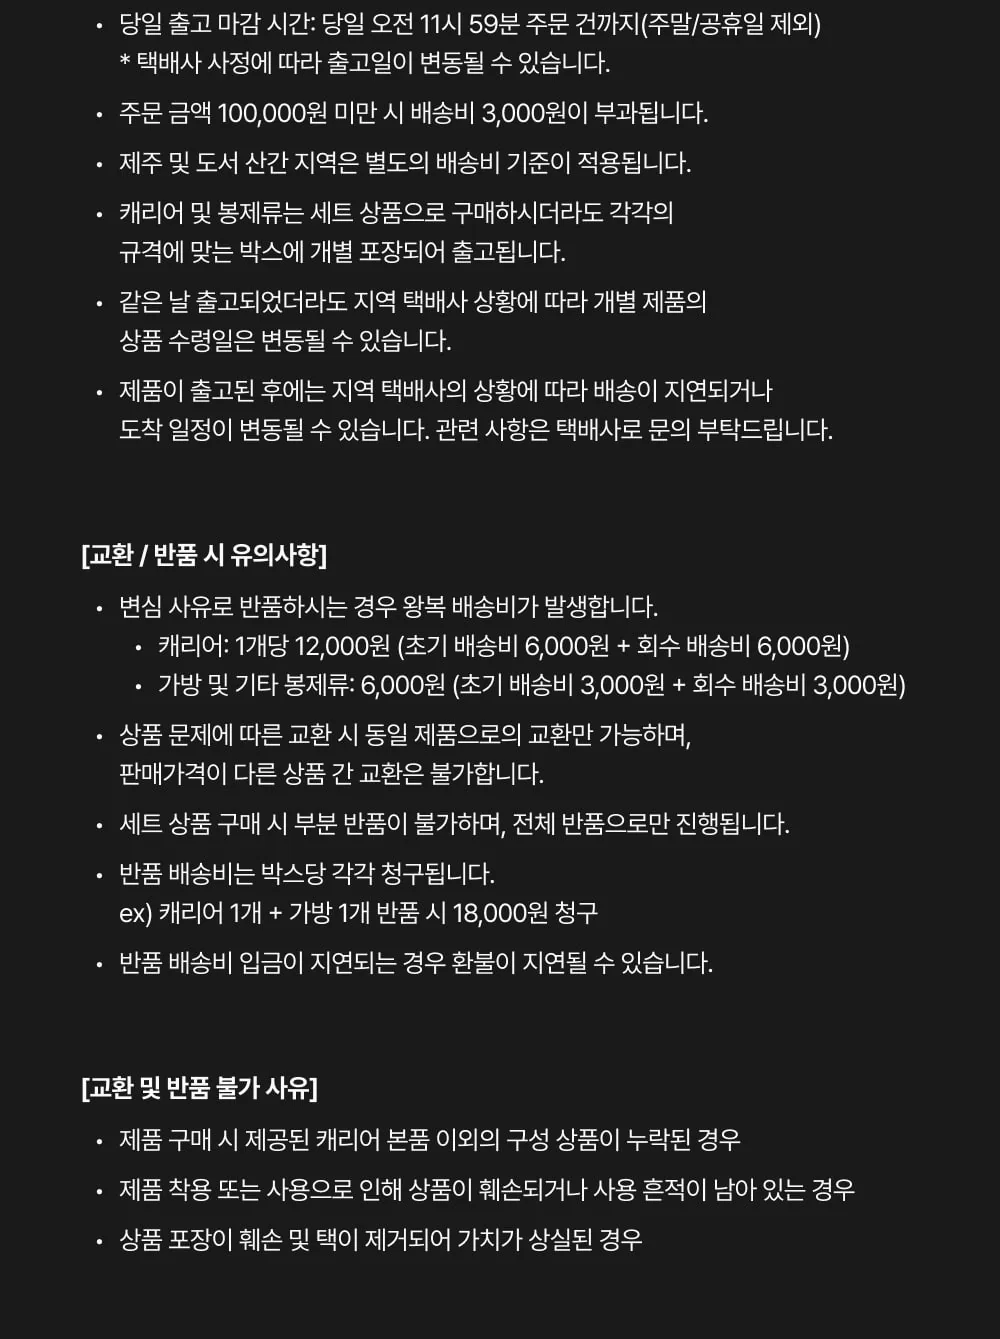 • 당일 출고 마감 시간: 당일 오전 11시 59분 주문 건까지(주말/공휴일 제외)
* 택배사 사정에 따라 출고일이 변동될 수 있습니다.
• 주문 금액 100,000원 미만 시 배송비 3,000원이 부과됩니다.
• 제주 및 도서 산간 지역은 별도의 배송비 기준이 적용됩니다.
• 캐리어 및 봉제류는 세트 상품으로 구매하시더라도 각각의
규격에 맞는 박스에 개별 포장되어 출고됩니다.
• 같은 날 출고되었더라도 지역 택배사 상황에 따라 개별 제품의
상품 수령일은 변동될 수 있습니다.
• 제품이 출고된 후에는 지역 택배사의 상황에 따라 배송이 지연되거나
도착 일정이 변동될 수 있습니다. 관련 사항은 택배사로 문의 부탁드립니다.
[교환 / 반품 시 유의사항]
• 변심 사유로 반품하시는 경우 왕복 배송비가 발생합니다.
• 캐리어: 1개당 12,000원 (초기 배송비 6,000원 + 회수 배송비 6,000원)
• 가방 및 기타 봉제류: 6,000원 (초기 배송비 3,000원 + 회수 배송비 3,000원)
• 상품 문제에 따른 교환 시 동일 제품으로의 교환만 가능하며,
판매가격이 다른 상품 간 교환은 불가합니다.
• 세트 상품 구매 시 부분 반품이 불가하며, 전체 반품으로만 진행됩니다.
• 반품 배송비는 박스당 각각 청구됩니다.
ex) 캐리어 1개 + 가방 1개 반품 시 18,000원 청구
• 반품 배송비 입금이 지연되는 경우 환불이 지연될 수 있습니다.
[교환 및 반품 불가 사유]
• 제품 구매 시 제공된 캐리어 본품 이외의 구성 상품이 누락된 경우
• 제품 착용 또는 사용으로 인해 상품이 훼손되거나 사용 흔적이 남아 있는 경우
• 상품 포장이 훼손 및 택이 제거되어 가치가 상실된 경우